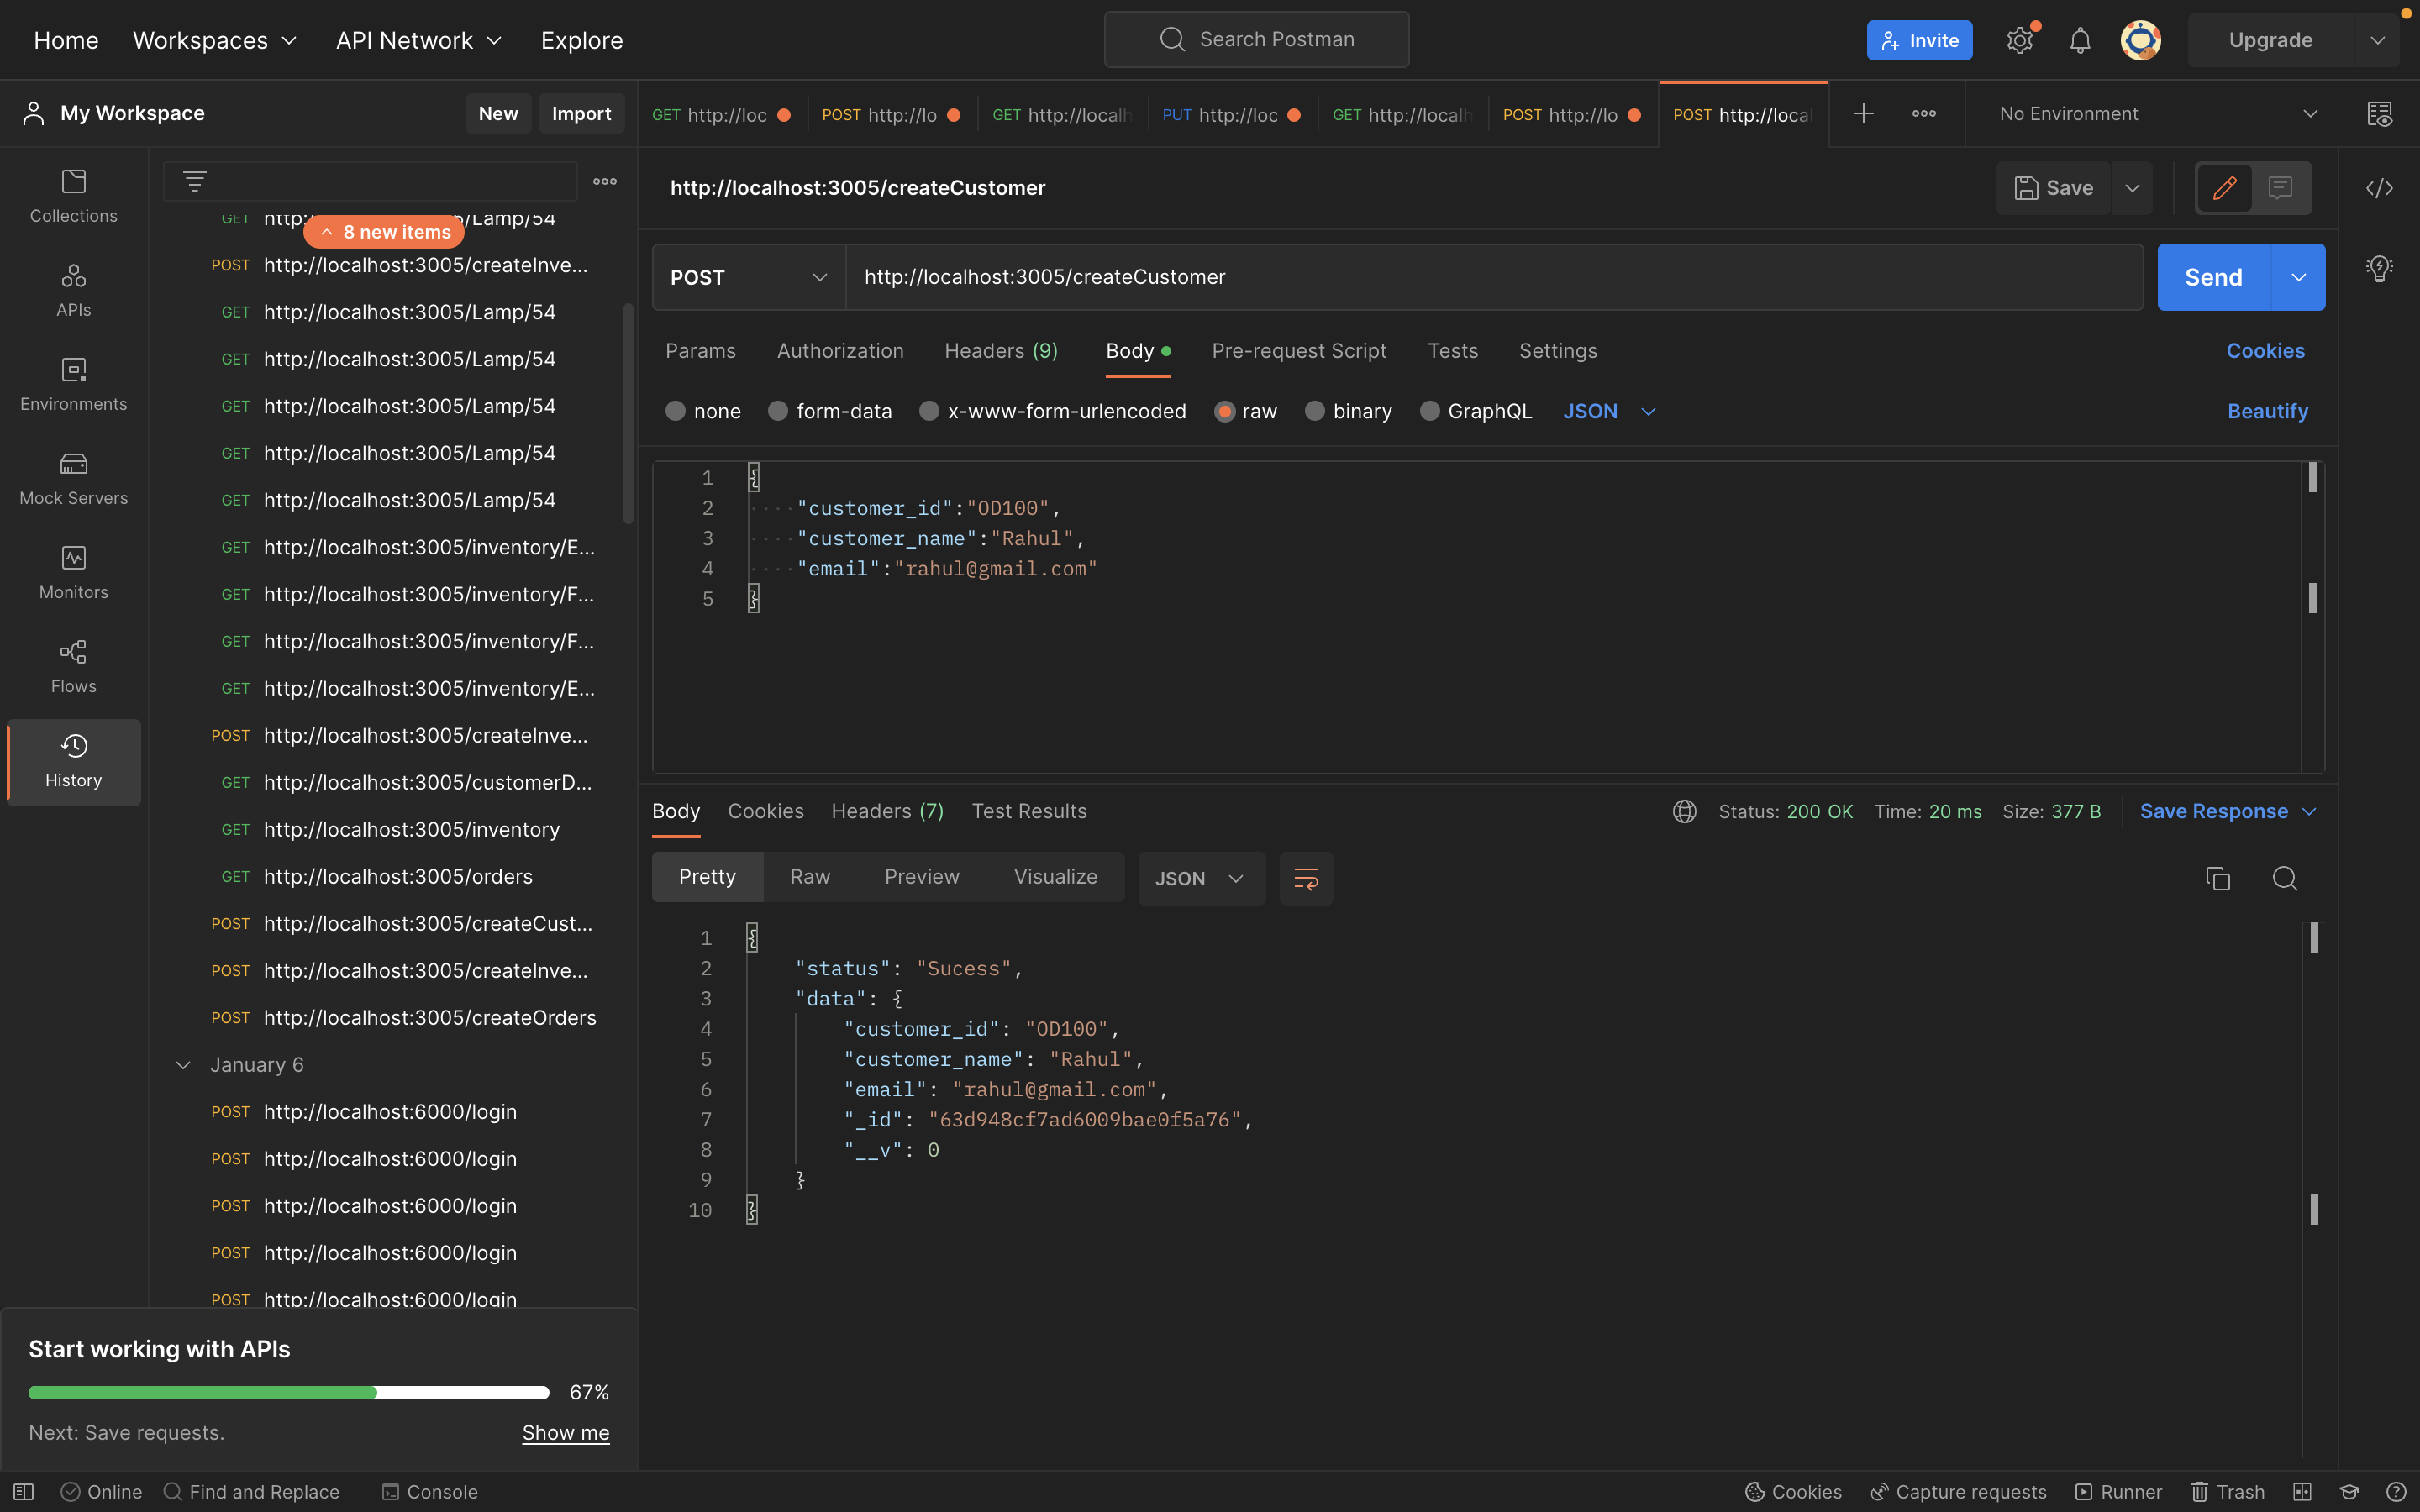 Home Workspaces API Network Explore Search Postman Invite Upgrade
My Workspace New Import
GET http://loc POST http://lo GET http://localh PUT http://loc GET http://localh POST http://lo POST http://local No Environment
Collections
APIs
Environments
Mock Servers
Monitors
Flows
History
GET http://localhost:3005/Lamp/54
8 new items
POST http://localhost:3005/createInve...
GET http://localhost:3005/Lamp/54
GET http://localhost:3005/Lamp/54
GET http://localhost:3005/Lamp/54
GET http://localhost:3005/Lamp/54
GET http://localhost:3005/Lamp/54
GET http://localhost:3005/inventory/E...
GET http://localhost:3005/inventory/F...
GET http://localhost:3005/inventory/F...
GET http://localhost:3005/inventory/E...
POST http://localhost:3005/createInve...
GET http://localhost:3005/customerD...
GET http://localhost:3005/inventory
GET http://localhost:3005/orders
POST http://localhost:3005/createCust...
POST http://localhost:3005/createInve...
POST http://localhost:3005/createOrders
January 6
POST http://localhost:6000/login
POST http://localhost:6000/login
POST http://localhost:6000/login
POST http://localhost:6000/login
POST http://localhost:6000/login
Start working with APIs
67%
Next: Save requests. Show me
http://localhost:3005/createCustomer Save
POST http://localhost:3005/createCustomer Send
Params Authorization Headers (9) Body Pre-request Script Tests Settings Cookies
none form-data x-www-form-urlencoded raw binary GraphQL JSON Beautify
1 {
2 ····"customer_id":"OD100",
3 ····"customer_name":"Rahul",
4 ····"email":"rahul@gmail.com"
5 }
Body Cookies Headers (7) Test Results Status: 200 OK Time: 20 ms Size: 377 B Save Response
Pretty Raw Preview Visualize JSON
1 {
2 "status": "Sucess",
3 "data": {
4 "customer_id": "OD100",
5 "customer_name": "Rahul",
6 "email": "rahul@gmail.com",
7 "_id": "63d948cf7ad6009bae0f5a76",
8 "__v": 0
9 }
10 }
Online Find and Replace Console Cookies Capture requests Runner Trash